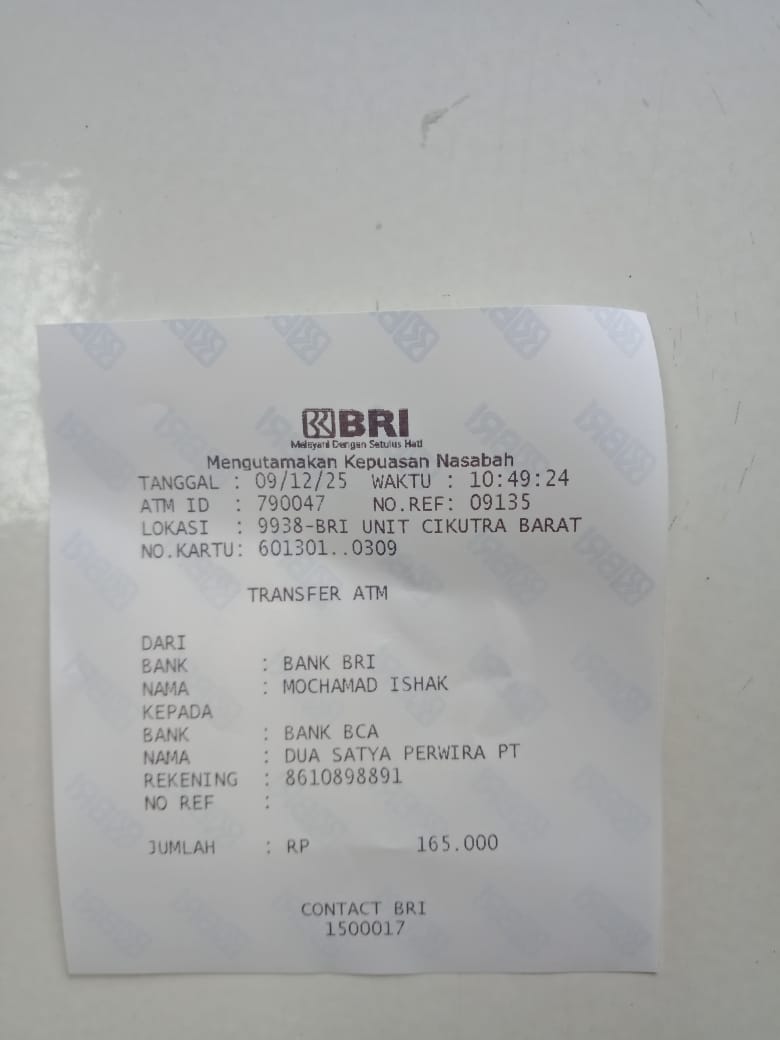 BRI
Melayani Dengan Setulus Hati
Mengutamakan Kepuasan Nasabah
TANGGAL : 09/12/25 WAKTU : 10:49:24
ATM ID : 790047 NO.REF: 09135
LOKASI : 9938-BRI UNIT CIKUTRA BARAT
NO.KARTU: 601301..0309
TRANSFER ATM
DARI
BANK : BANK BRI
NAMA : MOCHAMAD ISHAK
KEPADA
BANK : BANK BCA
NAMA : DUA SATYA PERWIRA PT
REKENING : 8610898891
NO REF :
JUMLAH : RP 165.000
CONTACT BRI
1500017